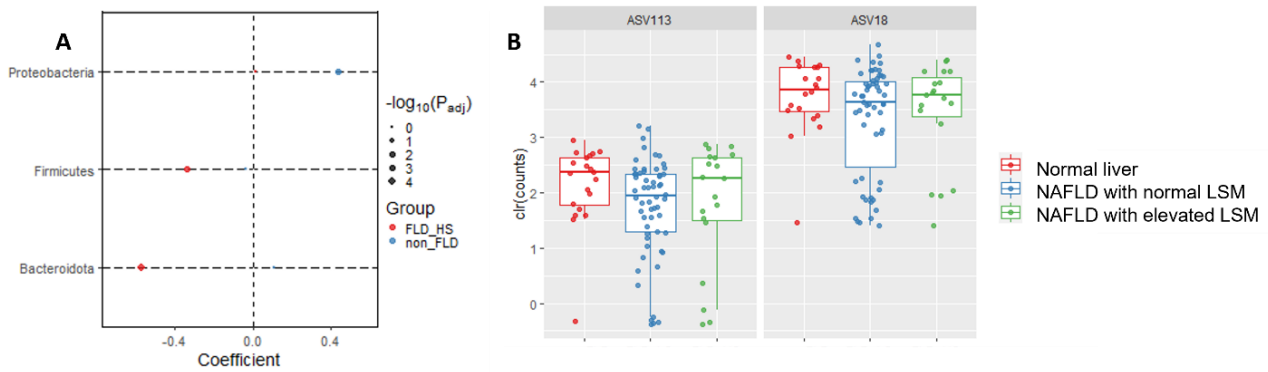 A
Proteobacteria
Firmicutes
Bacteroidota
-0.4
0.0
0.4
Coefficient
-log10(Padj)
0
1
2
3
4
Group
FLD_HS
non_FLD
B
ASV113
ASV18
clr(counts)
4
3
2
1
0
Normal liver
NAFLD with normal LSM
NAFLD with elevated LSM